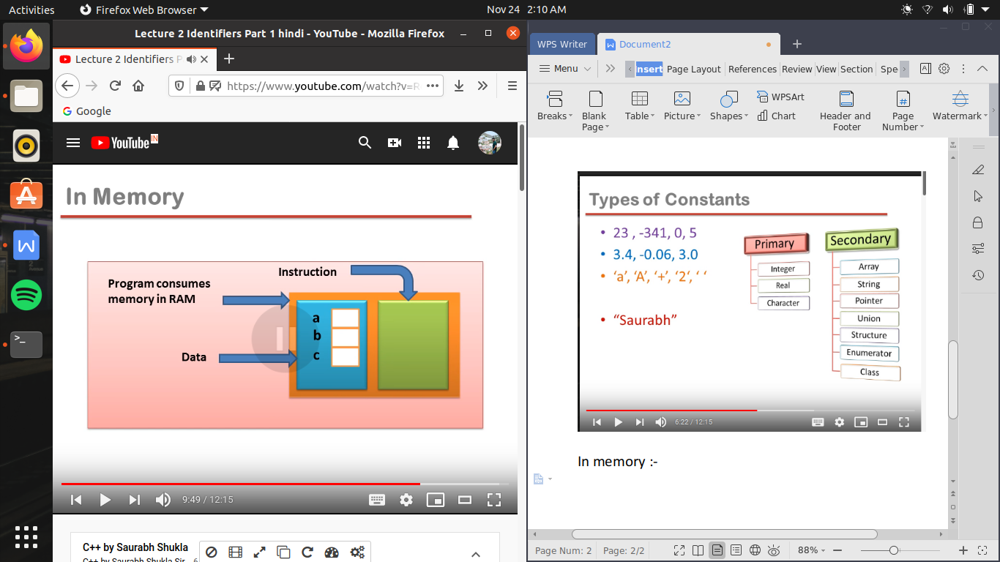 Activities
Firefox Web Browser
Nov 24 2:10 AM
Lecture 2 Identifiers Part 1 hindi - YouTube - Mozilla Firefox
Lecture 2 Identifiers P
https://www.youtube.com/watch?v=R
Google
YouTube IN
In Memory
Instruction
Program consumes
memory in RAM
a
b
Data
c
9:49 / 12:15
C++ by Saurabh Shukla
C++ by Saurabh Shukla Sir
WPS Writer
Document2
Menu
Insert
Page Layout
References
Review
View
Section
Spe
Breaks
Blank
Page
Table
Picture
Shapes
WPSArt
Chart
Header and
Footer
Page
Number
Watermark
Types of Constants
• 23 , -341, 0, 5
• 3.4, -0.06, 3.0
• ‘a’, ‘A’, ‘+’, ‘2‘, ‘ ‘
• “Saurabh”
Primary
Integer
Real
Character
Secondary
Array
String
Pointer
Union
Structure
Enumerator
Class
6:22 / 12:15
In memory :-
Page Num: 2
Page: 2/2
88%